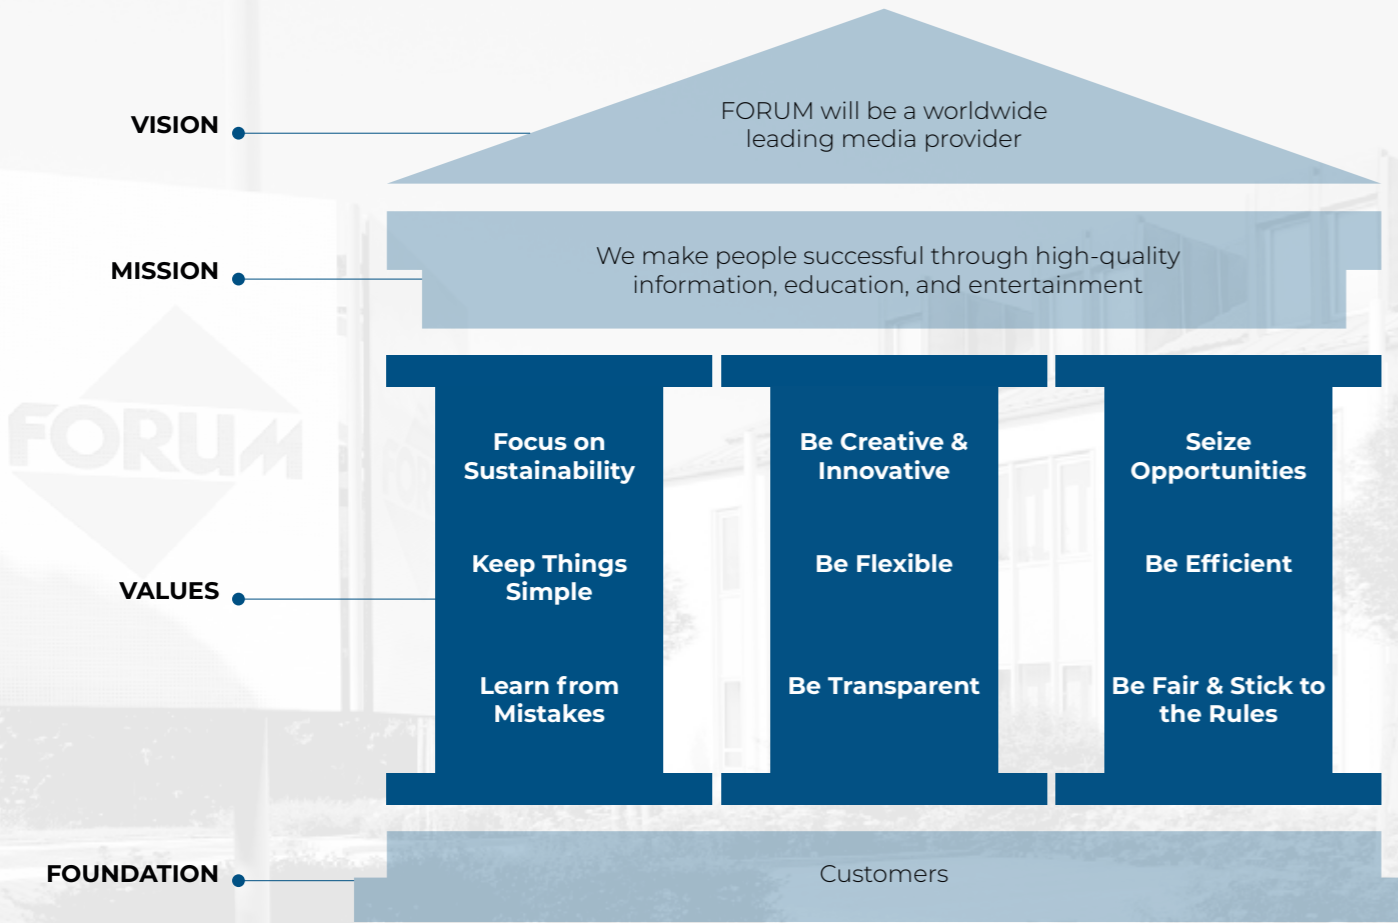 VISION
FORUM will be a worldwide
leading media provider
MISSION
We make people successful through high-quality
information, education, and entertainment
FORUM
VALUES
Focus on
Sustainability
Keep Things
Simple
Learn from
Mistakes
Be Creative &
Innovative
Be Flexible
Be Transparent
Seize
Opportunities
Be Efficient
Be Fair & Stick to
the Rules
FOUNDATION
Customers